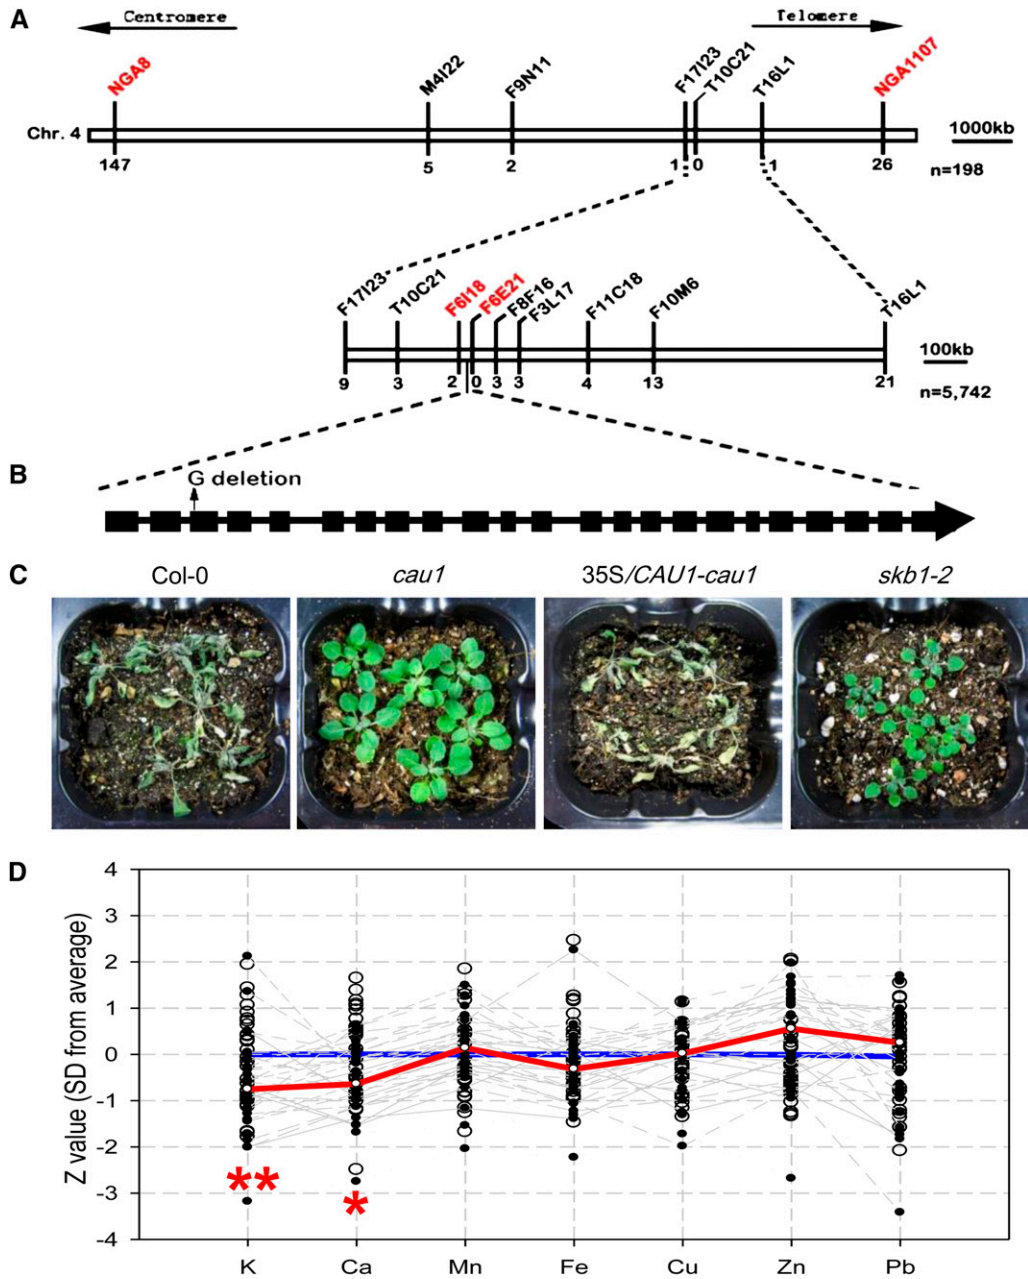 A
Centromere
Telomere
NGA8
M4I22
F9N11
F17I23
T10C21
T16L1
NGA1107
Chr. 4
1000kb
147
5
2
1
0
1
26
n=198
F17I23
T10C21
F6I18
F6E21
F8F16
F3L17
F11C18
F10M6
T16L1
100kb
9
3
2
0
3
3
4
13
21
n=5,742
B
G deletion
C
Col-0
cau1
35S/CAU1-cau1
skb1-2
D
Z value (SD from average)
4
3
2
1
0
-1
-2
-3
-4
**
*
K
Ca
Mn
Fe
Cu
Zn
Pb